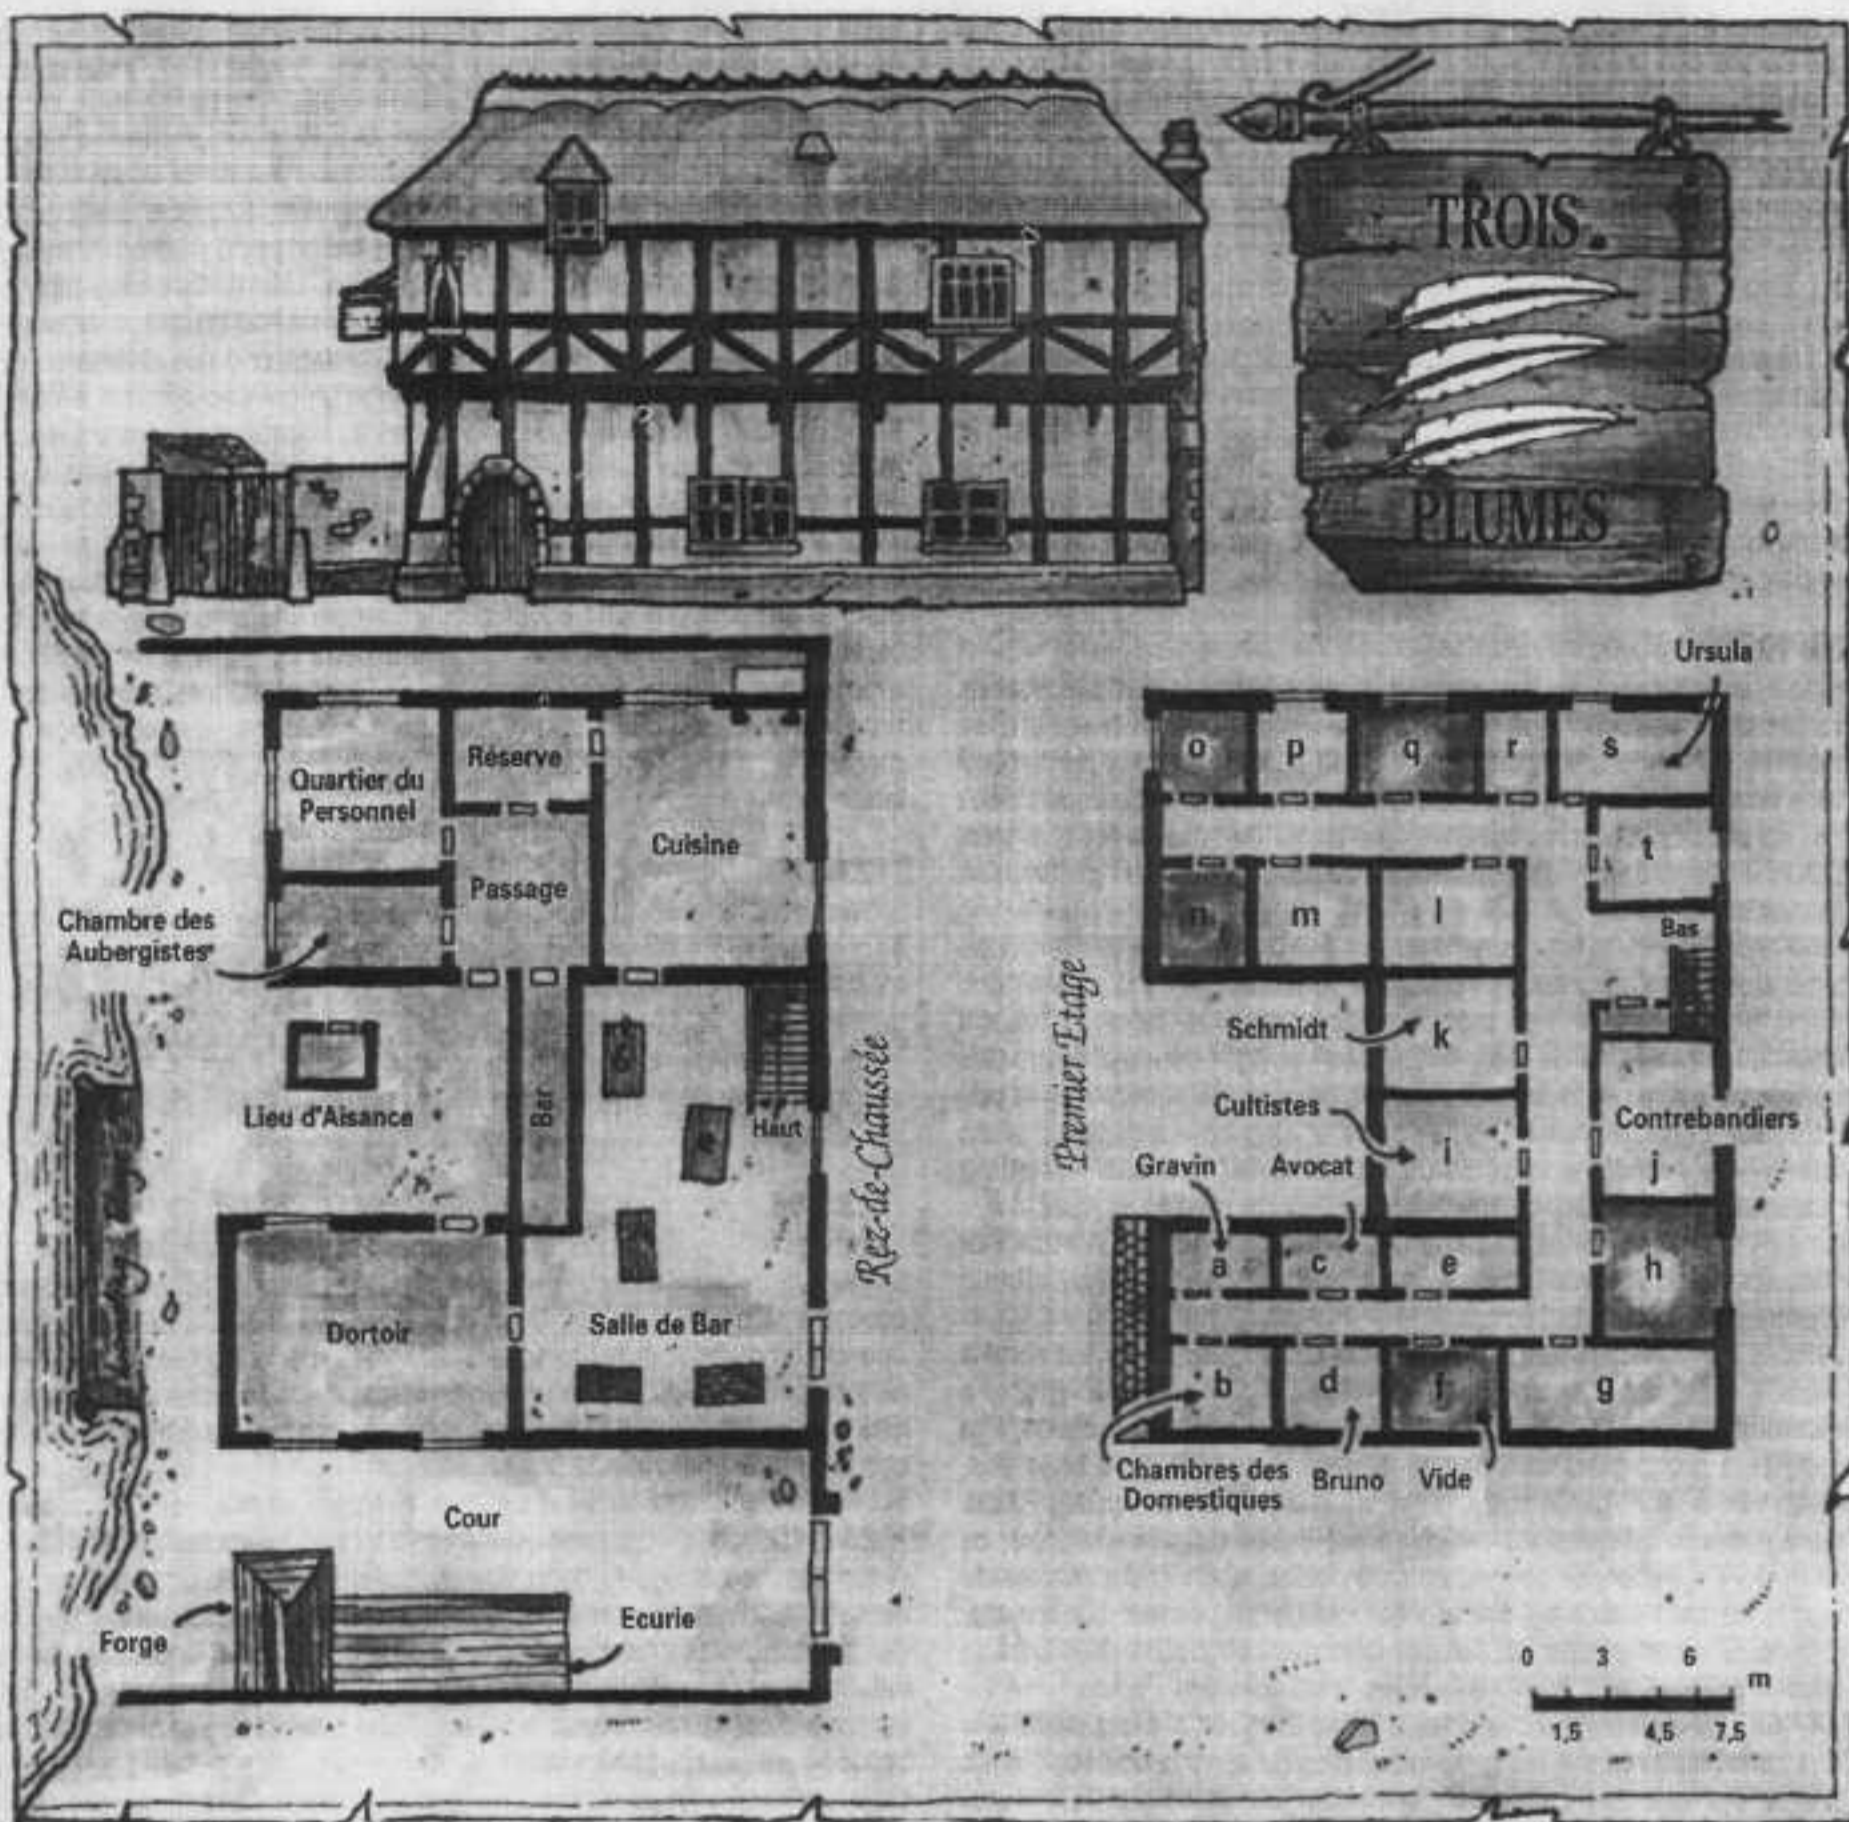 TROIS
PLUMES
Ursula
Quartier du
Personnel
Réserve
Cuisine
Passage
Chambre des
Aubergistes
Lieu d'Aisance
Bar
Haut
Dortoir
Salle de Bar
Rez-de-Chaussée
Cour
Forge
Ecurie
Premier Etage
o
p
q
r
s
t
n
m
l
Bas
Schmidt
k
Cultistes
i
Contrebandiers
j
Gravin
Avocat
a
c
e
h
b
d
f
g
Chambres des
Domestiques
Bruno
Vide
0 3 6
m
1,5 4,5 7,5